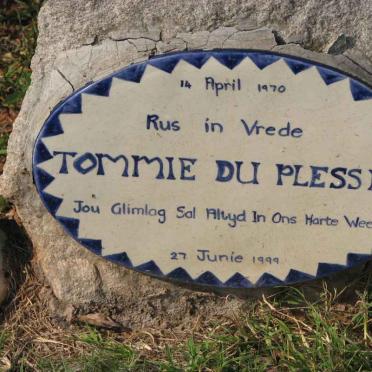 14 April 1970
Rus in Vrede
TOMMIE DU PLESSI
Jou Glimlag Sal Altyd In Ons Harte Wee
27 Junie 1999